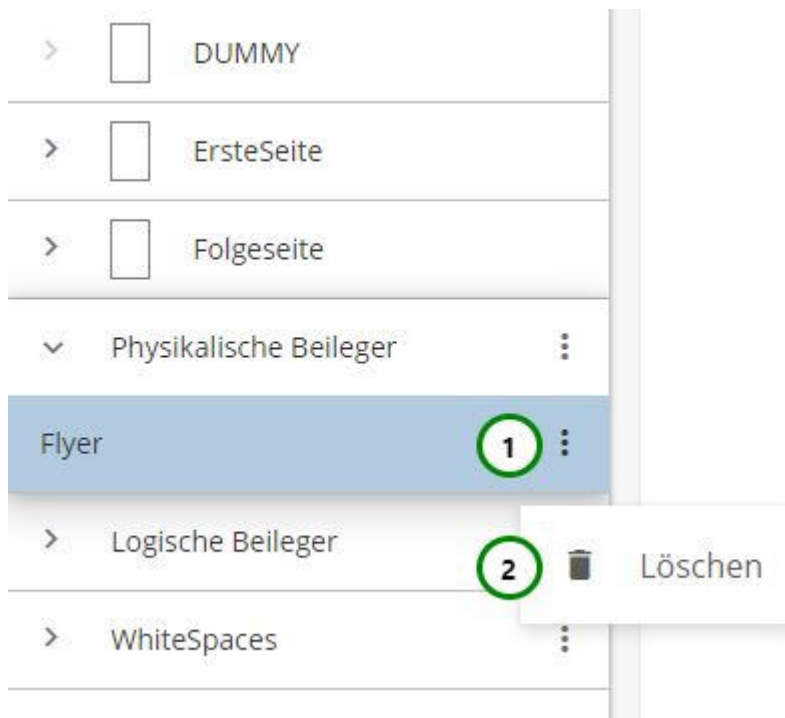 DUMMY
ErsteSeite
Folgeseite
Physikalische Beileger
Flyer 1
Logische Beileger
2 Löschen
WhiteSpaces